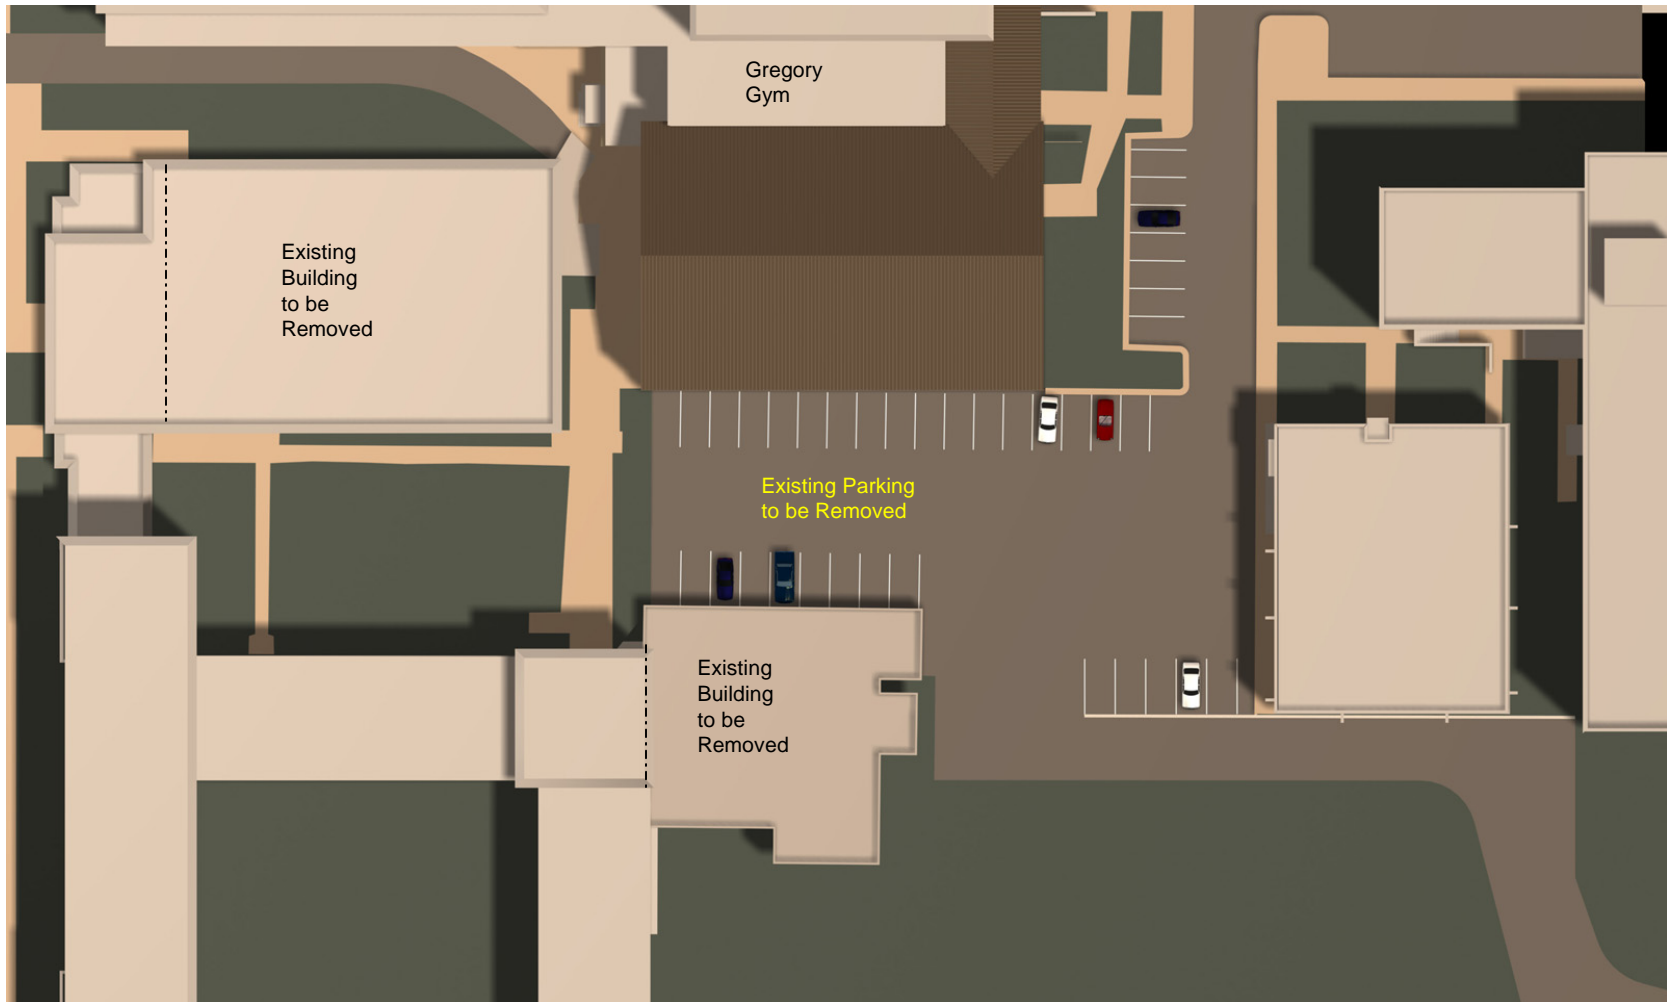 Gregory
Gym
Existing
Building
to be
Removed
Existing Parking
to be Removed
Existing
Building
to be
Removed